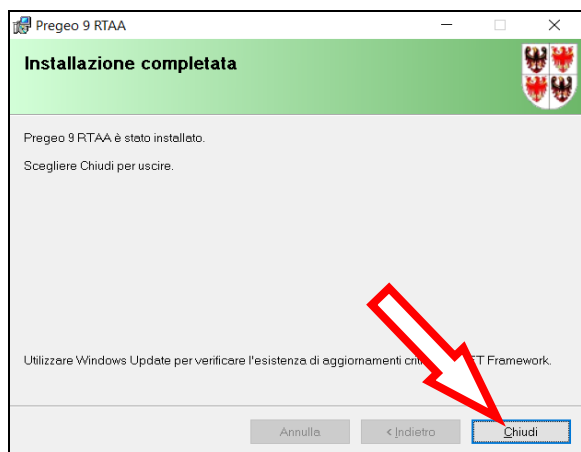 Pregeo 9 RTAA
Installazione completata
Pregeo 9 RTAA è stato installato.
Scegliere Chiudi per uscire.
Utilizzare Windows Update per verificare l'esistenza di aggiornamenti Framework.
Annulla
< Indietro
Chiudi